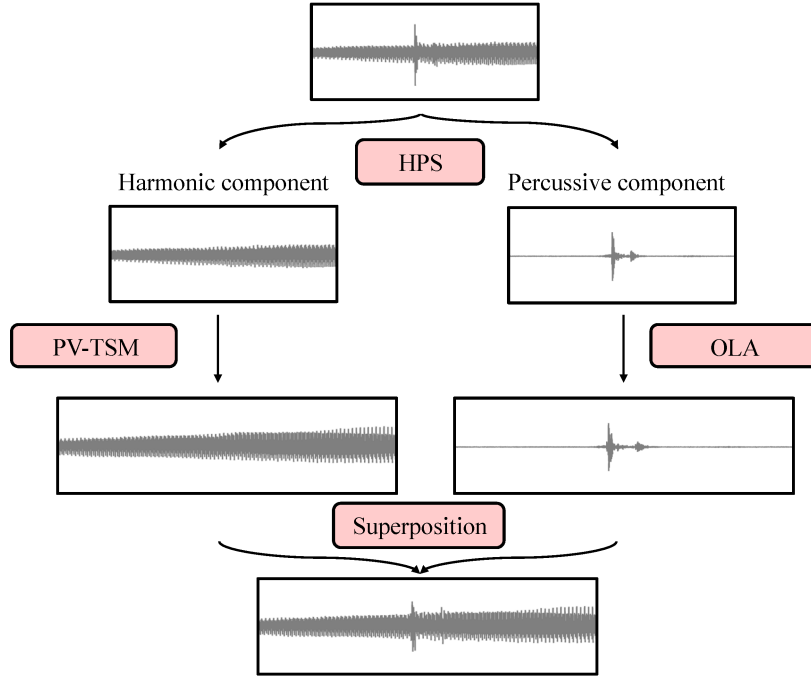 HPS
Harmonic component
Percussive component
PV-TSM
OLA
Superposition